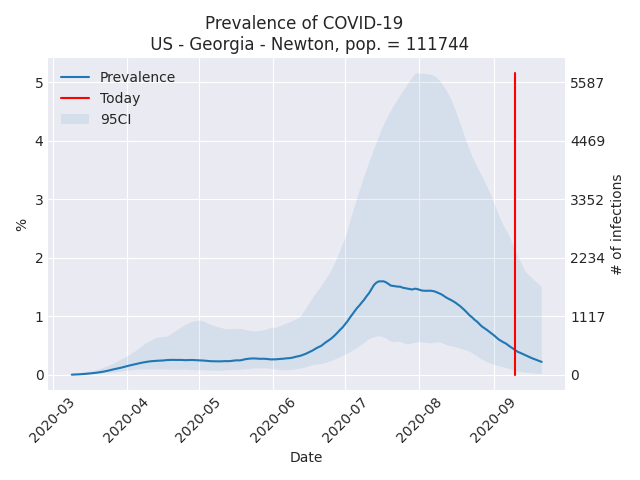 Prevalence of COVID-19
US - Georgia - Newton, pop. = 111744
Prevalence
Today
95CI
5
4
3
2
1
0
%
5587
4469
3352
2234
1117
0
# of infections
2020-03
2020-04
2020-05
2020-06
2020-07
2020-08
2020-09
Date